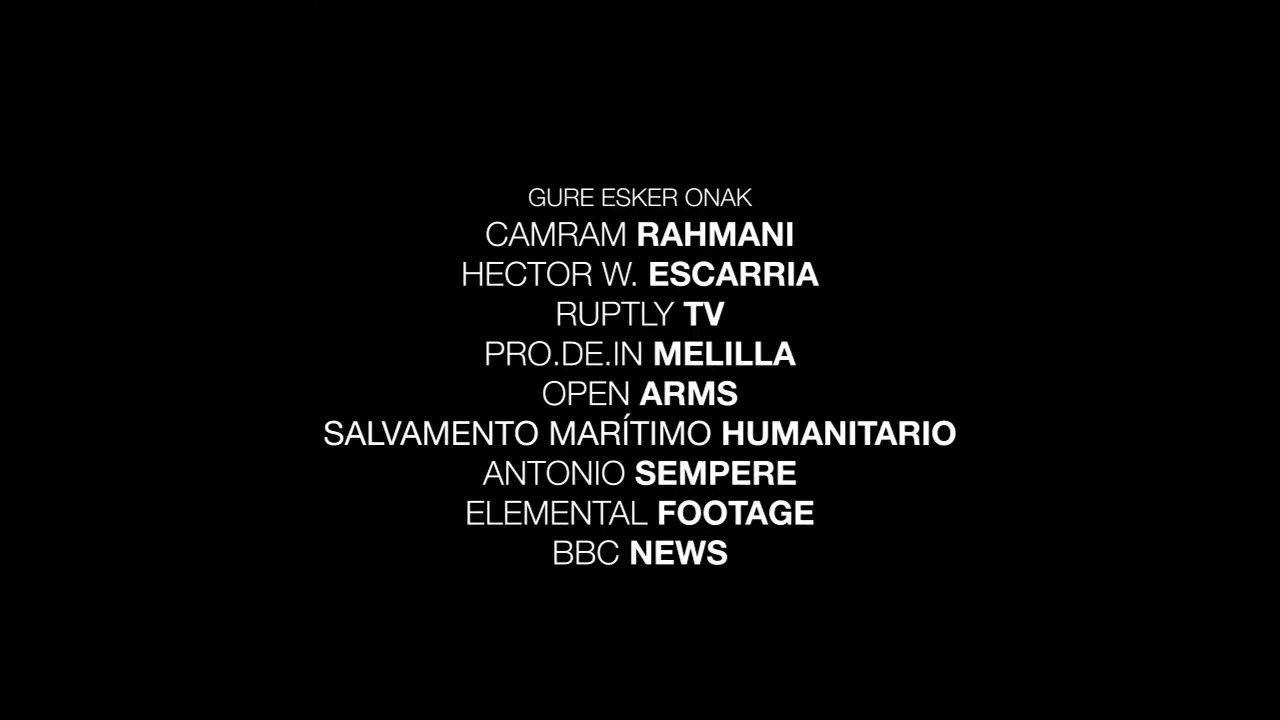 GURE ESKER ONAK
CAMRAM RAHMANI
HECTOR W. ESCARRIA
RUPTLY TV
PRO.DE.IN MELILLA
OPEN ARMS
SALVAMENTO MARÍTIMO HUMANITARIO
ANTONIO SEMPERE
ELEMENTAL FOOTAGE
BBC NEWS